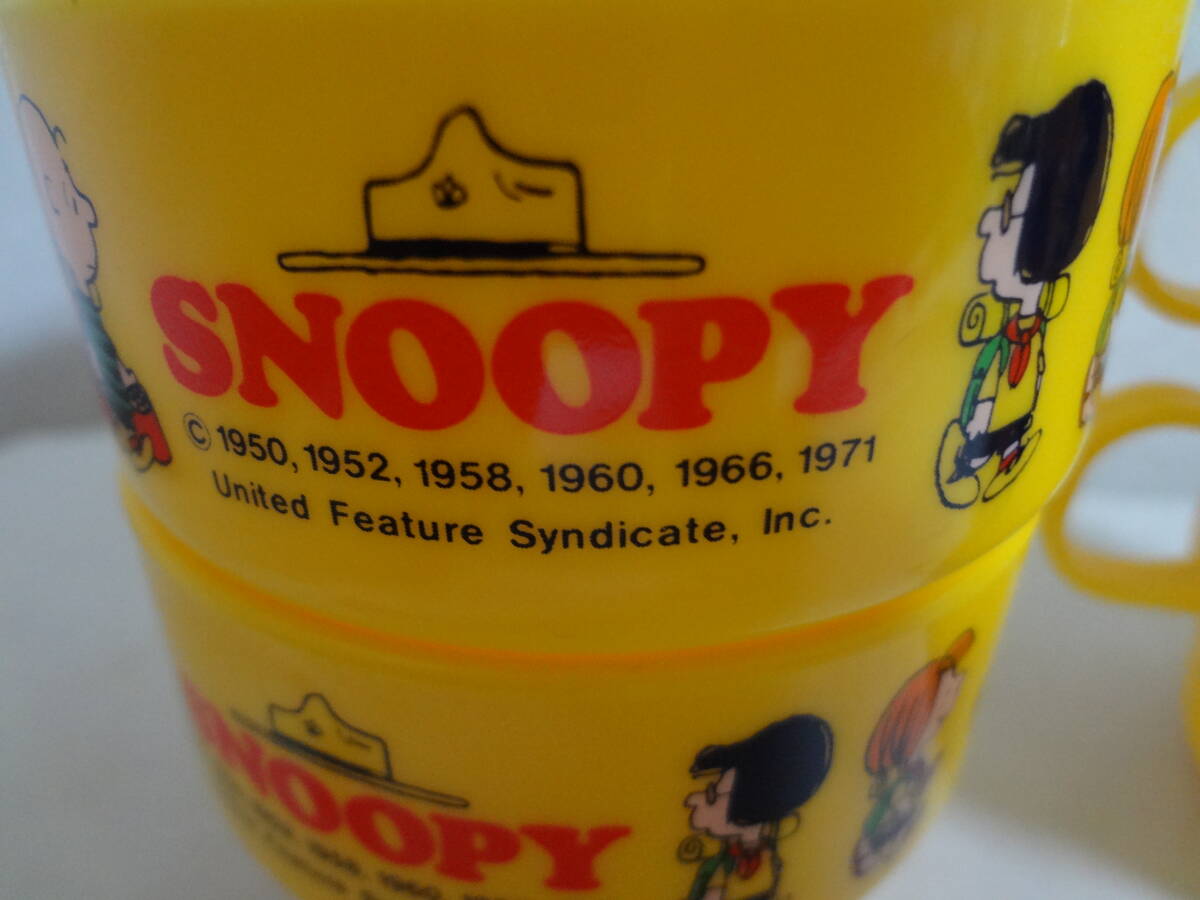 SNOOPY
© 1950, 1952, 1958, 1960, 1966, 1971
United Feature Syndicate, Inc.
SNOOPY